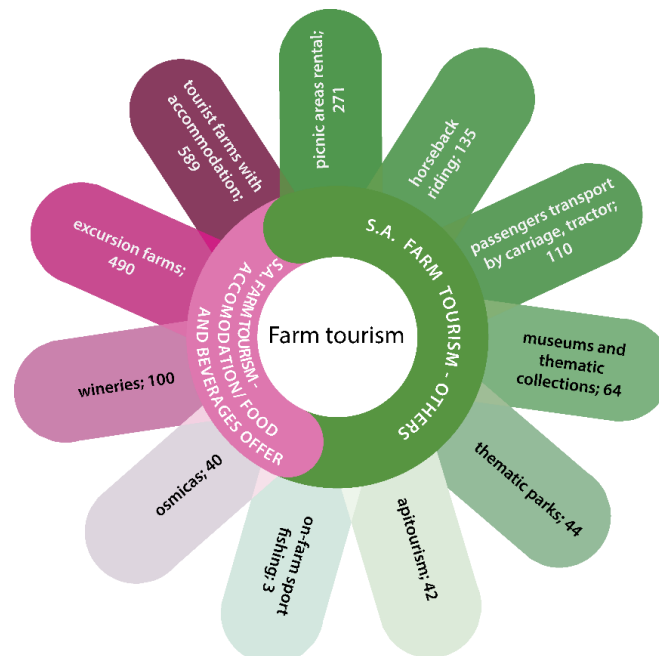 Farm tourism
S.A. FARM TOURISM - OTHERS
S.A. FARM TOURISM -
ACCOMODATION/ FOOD
AND BEVERAGES OFFER
picnic areas rental;
271
horseback
riding; 135
passengers transport
by carriage, tractor;
110
museums and
thematic
collections; 64
thematic parks; 44
apitourism; 42
on-farm sport
fishing; 3
osmicas; 40
wineries; 100
excursion farms;
490
tourist farms with
accommodation;
589